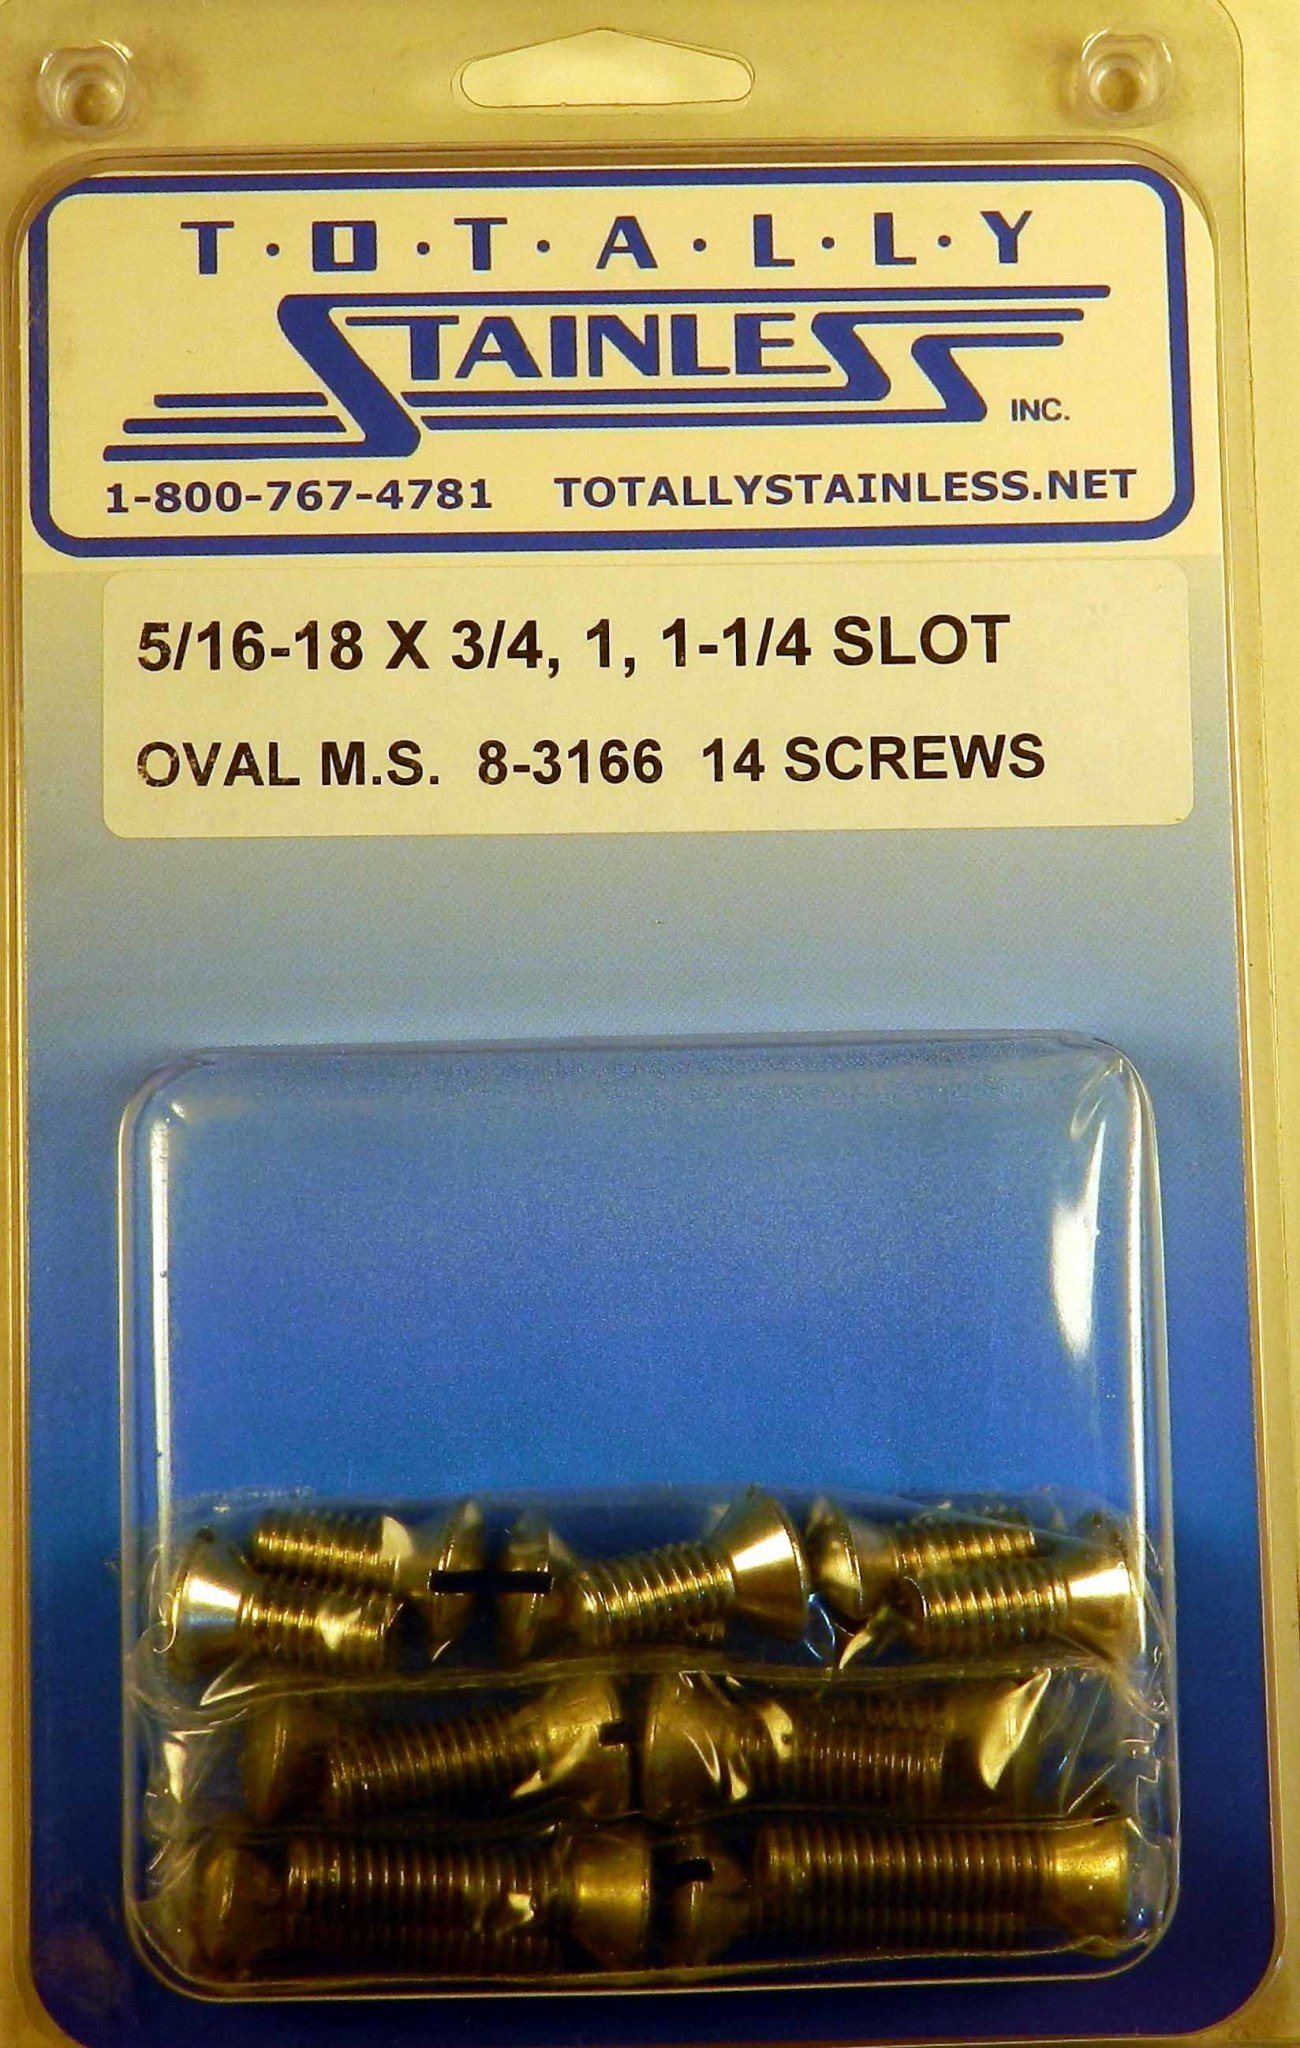 T·O·T·A·L·L·Y
STAINLESS
INC.
1-800-767-4781 TOTALLYSTAINLESS.NET
5/16-18 X 3/4, 1, 1-1/4 SLOT
OVAL M.S. 8-3166 14 SCREWS